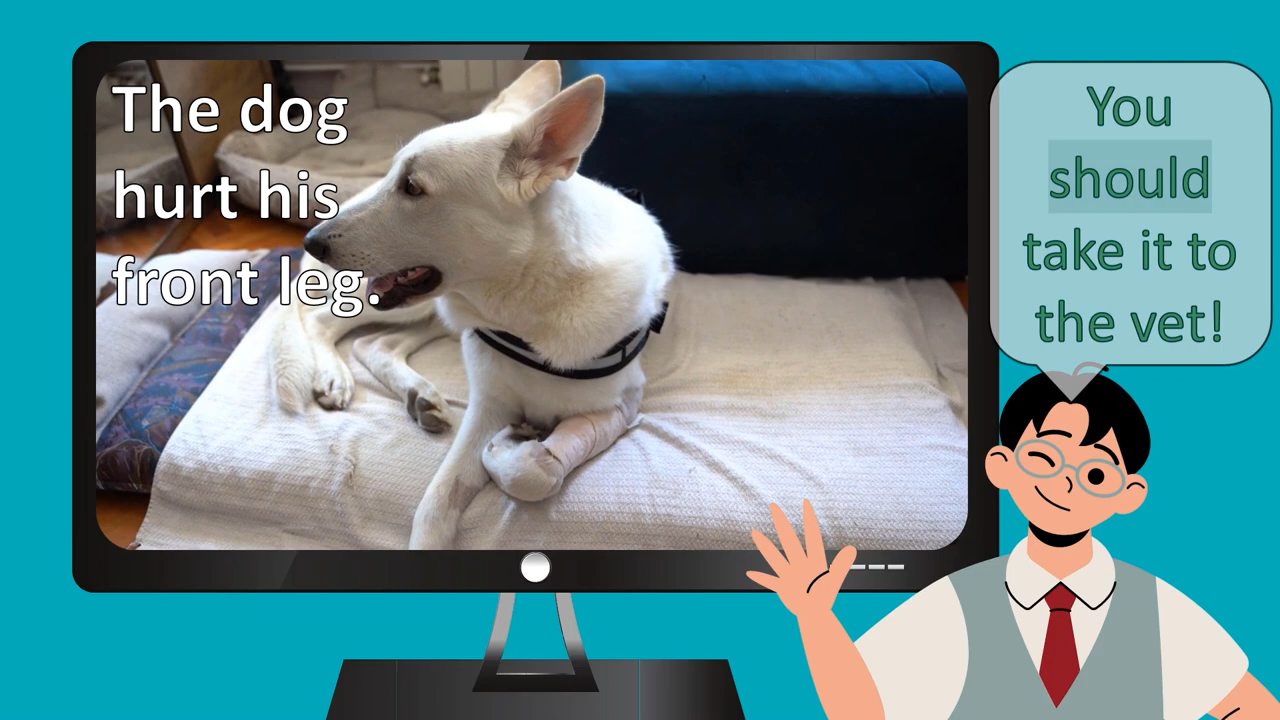 The dog
hurt his
front leg.
You
should
take it to
the vet!